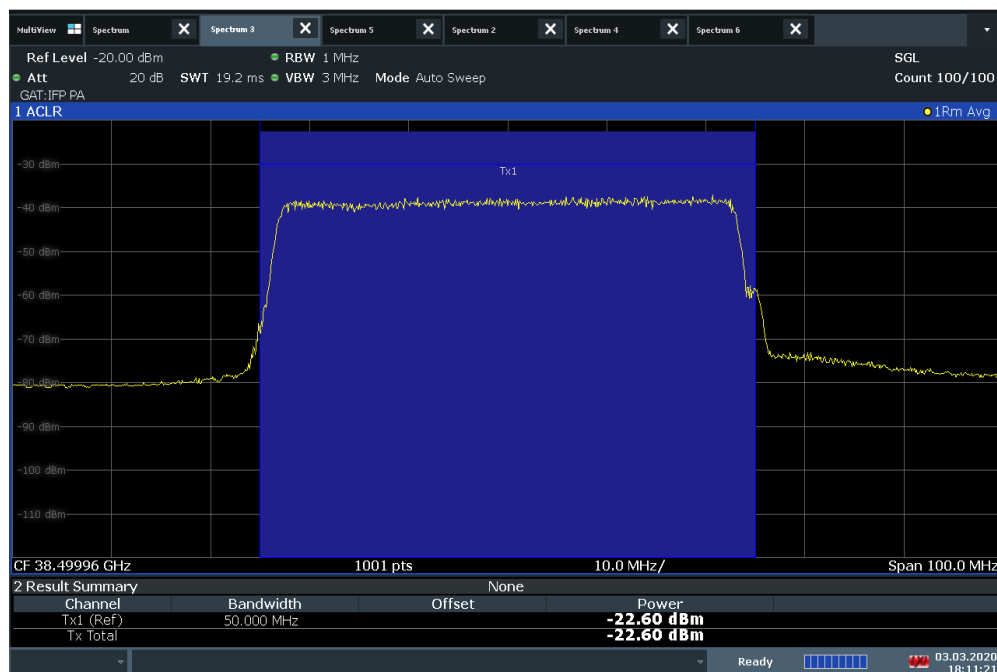 MultiView Spectrum Spectrum 3 Spectrum 5 Spectrum 2 Spectrum 4 Spectrum 6
Ref Level -20.00 dBm RBW 1 MHz SGL
Att 20 dB SWT 19.2 ms VBW 3 MHz Mode Auto Sweep Count 100/100
GAT:IFP PA
1 ACLR 1Rm Avg
-30 dBm
Tx1
-40 dBm
-50 dBm
-60 dBm
-70 dBm
-80 dBm
-90 dBm
-100 dBm
-110 dBm
CF 38.49996 GHz 1001 pts 10.0 MHz/ Span 100.0 MHz
2 Result Summary None
Channel Bandwidth Offset Power
Tx1 (Ref) 50.000 MHz -22.60 dBm
Tx Total -22.60 dBm
Ready 03.03.2020
18:11:21